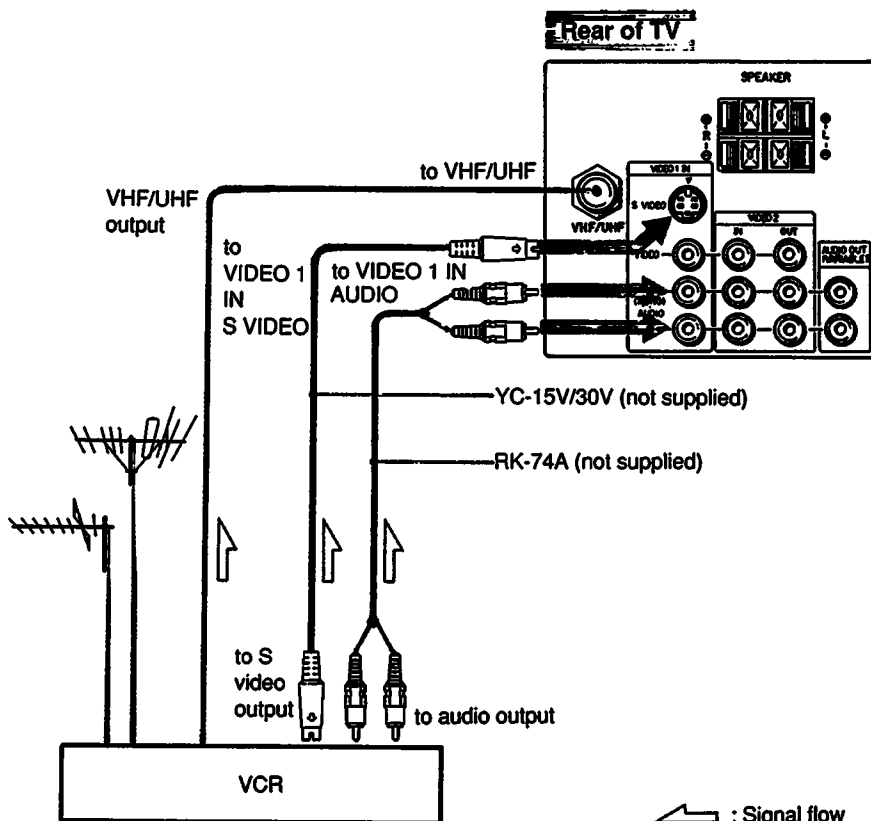 Rear of TV
SPEAKER
R
L
to VHF/UHF
VHF/UHF
output
VHF/UHF
VIDEO 1 IN
S VIDEO
VIDEO
AUDIO
VIDEO 2
IN
OUT
AUDIO OUT
to
VIDEO 1
IN
S VIDEO
to VIDEO 1 IN
AUDIO
YC-15V/30V (not supplied)
RK-74A (not supplied)
to S
video
output
to audio output
VCR
: Signal flow